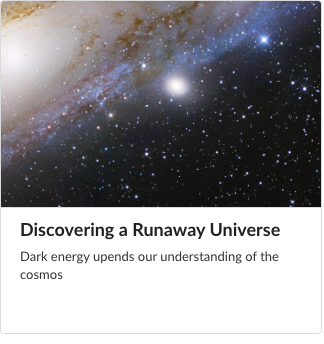 Discovering a Runaway Universe
Dark energy upends our understanding of the
cosmos